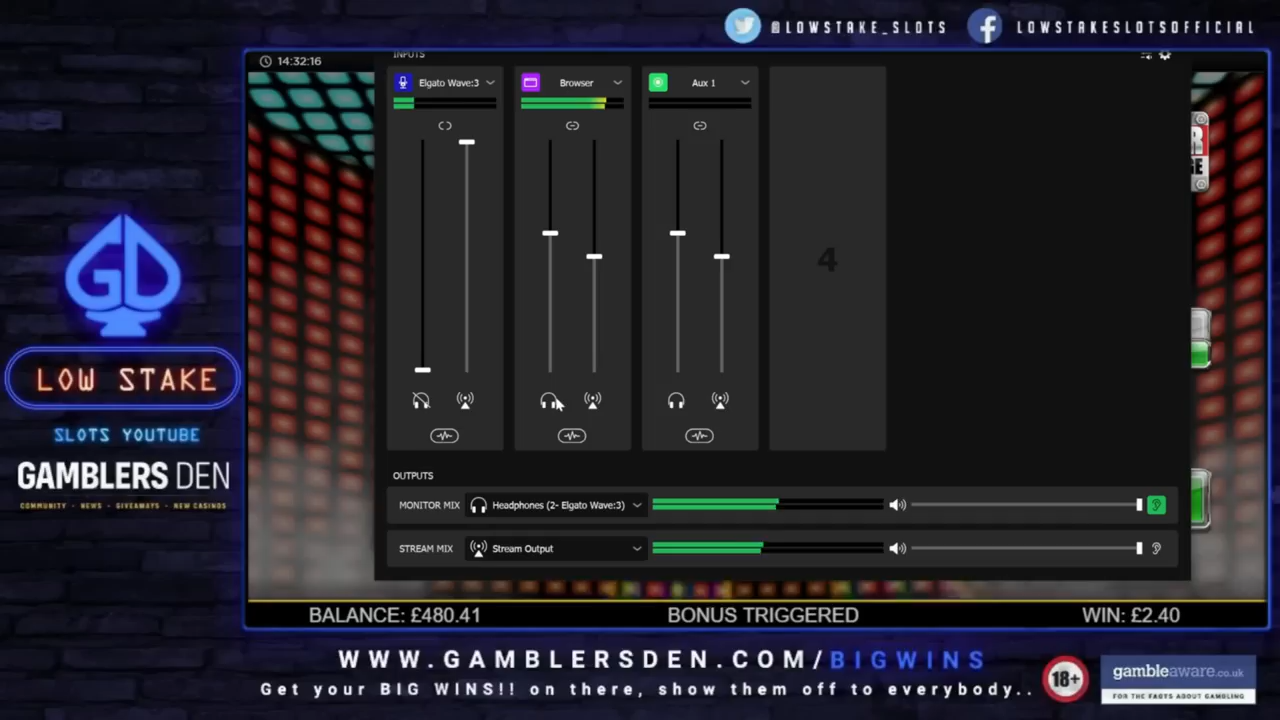 @LOWSTAKE_SLOTS
LOWSTAKESLOTSOFFICIAL
14:32:16
INPUTS
Elgato Wave:3
Browser
Aux 1
4
GD
LOW STAKE
SLOTS YOUTUBE
GAMBLERS DEN
COMMUNITY - NEWS - GIVEAWAYS - NEW CASINOS
OUTPUTS
MONITOR MIX
Headphones (2- Elgato Wave:3)
STREAM MIX
Stream Output
BALANCE: £480.41
BONUS TRIGGERED
WIN: £2.40
WWW.GAMBLERSDEN.COM/BIGWINS
Get your BIG WINS!! on there, show them off to everybody..
18+
gambleaware.co.uk
FOR THE FACTS ABOUT GAMBLING